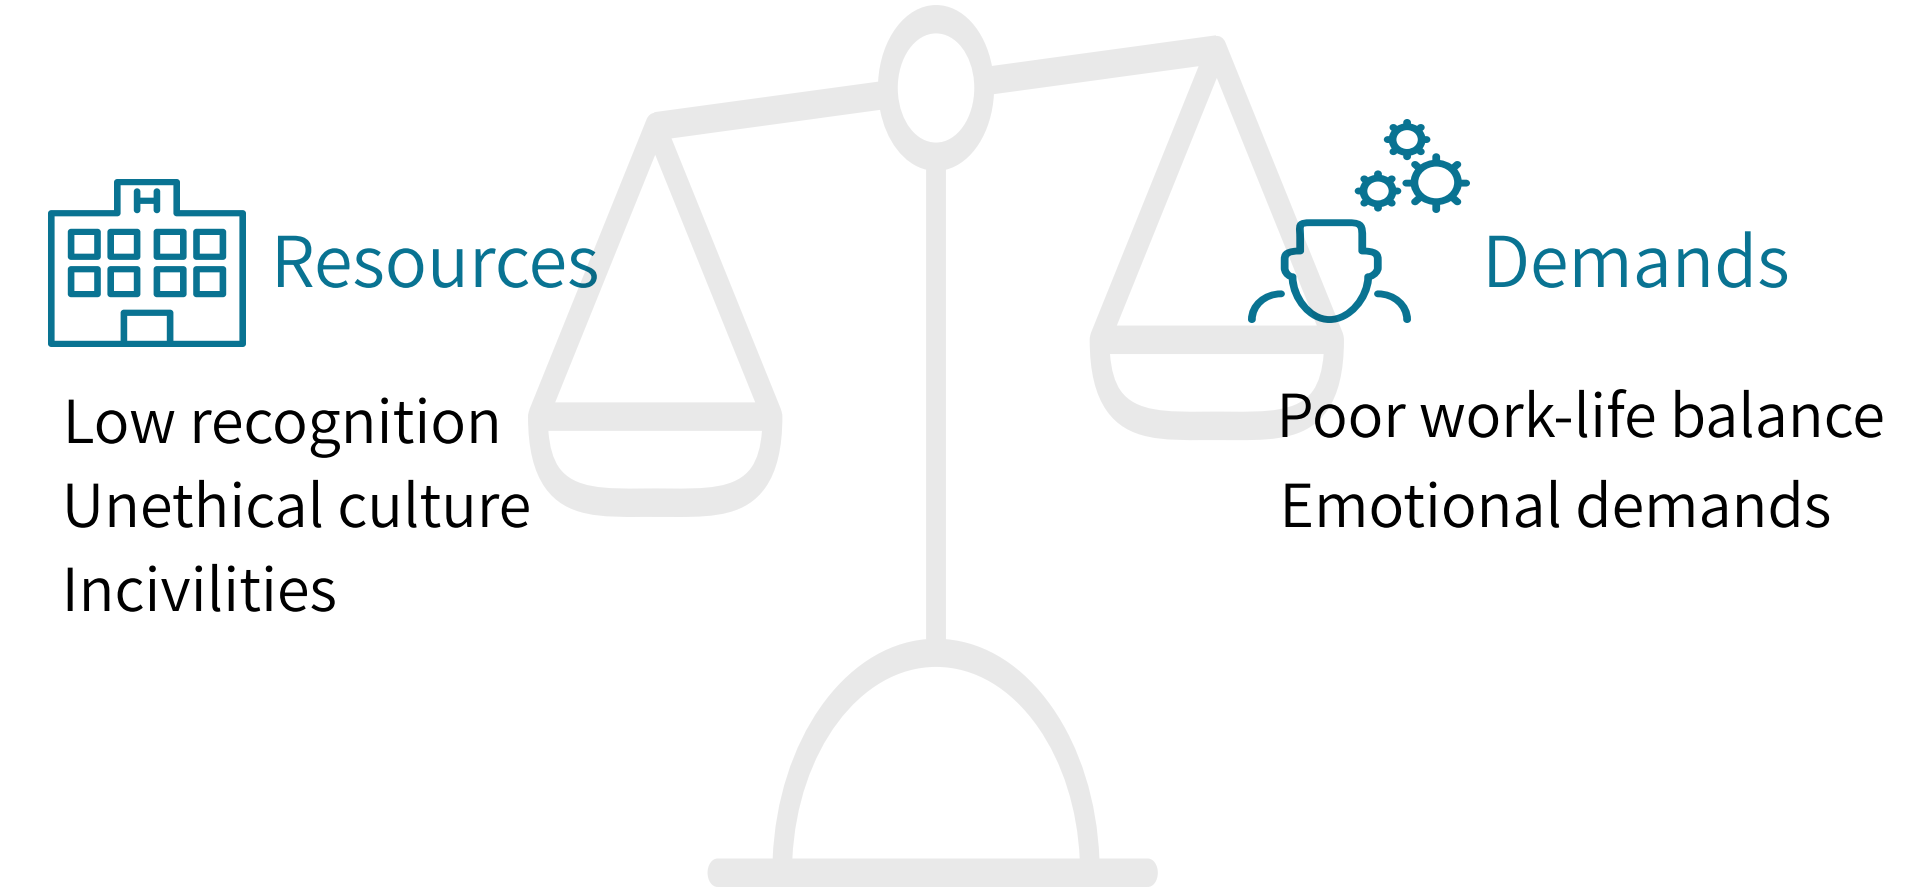 H
Resources
Low recognition
Unethical culture
Incivilities
Demands
Poor work-life balance
Emotional demands